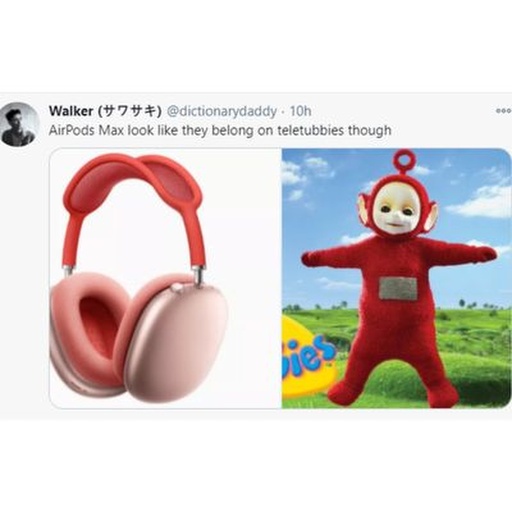 Walker (サワサキ) @dictionarydaddy · 10h
AirPods Max look like they belong on teletubbies though
bies